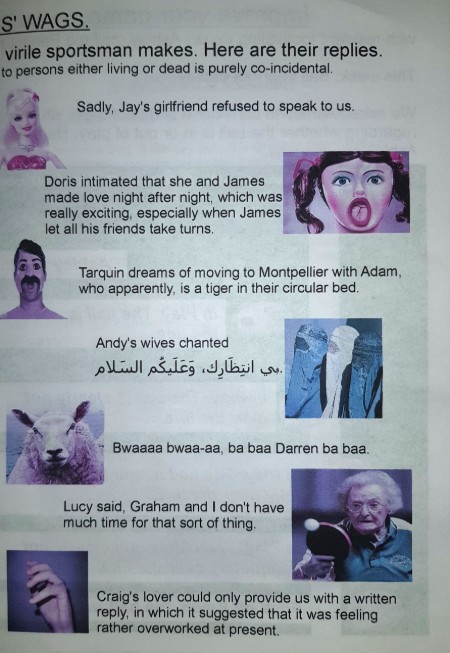 S' WAGS.
virile sportsman makes. Here are their replies.
to persons either living or dead is purely co-incidental.
Sadly, Jay's girlfriend refused to speak to us.
Doris intimated that she and James
made love night after night, which was
really exciting, especially when James
let all his friends take turns.
Tarquin dreams of moving to Montpellier with Adam,
who apparently, is a tiger in their circular bed.
Andy's wives chanted
بي انتِظَارِك، وَعَلَيكُم السَلام.
Bwaaaa bwaa-aa, ba baa Darren ba baa.
Lucy said, Graham and I don't have
much time for that sort of thing.
Craig's lover could only provide us with a written
reply, in which it suggested that it was feeling
rather overworked at present.